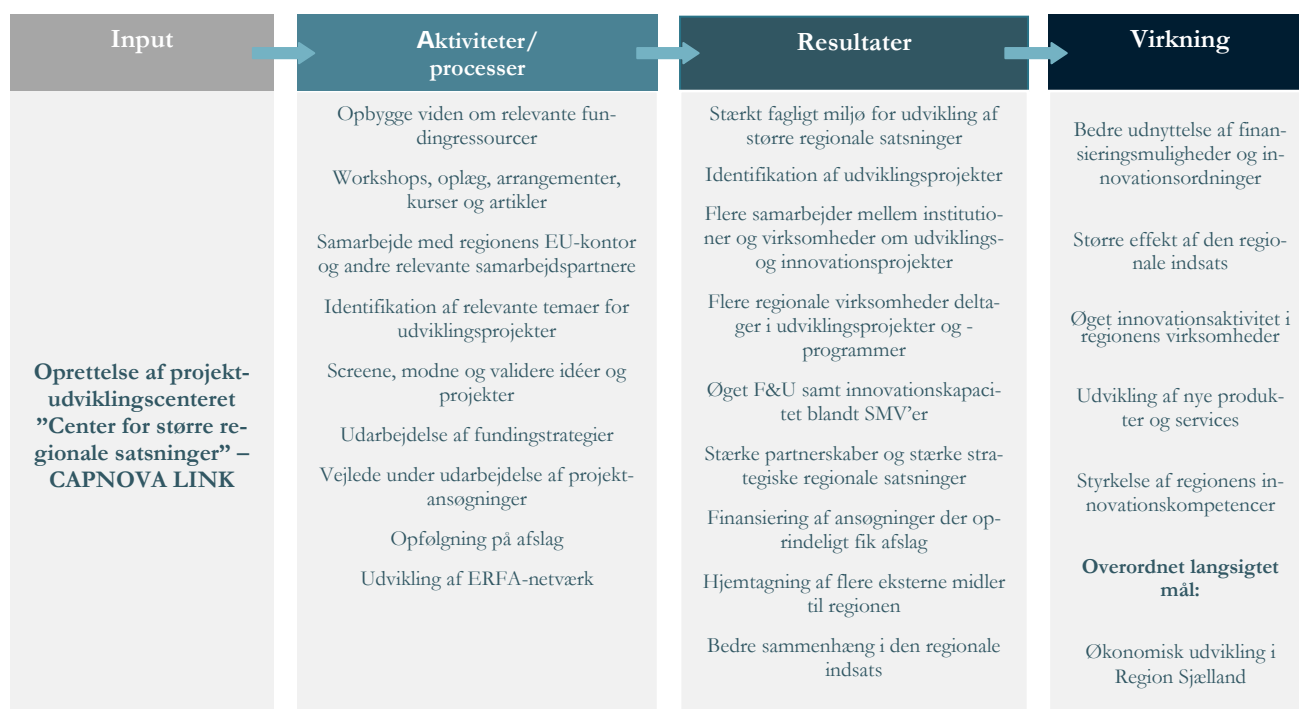 Input
Oprettelse af projekt-
udviklingscenteret
”Center for større re-
gionale satsninger” –
CAPNOVA LINK
Aktiviteter/
processer
Opbygge viden om relevante fun-
dingressourcer
Workshops, oplæg, arrangementer,
kurser og artikler
Samarbejde med regionens EU-kontor
og andre relevante samarbejdspartnere
Identifikation af relevante temaer for
udviklingsprojekter
Screene, modne og validere idéer og
projekter
Udarbejdelse af fundingstrategier
Vejlede under udarbejdelse af projekt-
ansøgninger
Opfølgning på afslag
Udvikling af ERFA-netværk
Resultater
Stærkt fagligt miljø for udvikling af
større regionale satsninger
Identifikation af udviklingsprojekter
Flere samarbejder mellem institutio-
ner og virksomheder om udviklings-
og innovationsprojekter
Flere regionale virksomheder delta-
ger i udviklingsprojekter og -
programmer
Øget F&U samt innovationskapaci-
tet blandt SMV’er
Stærke partnerskaber og stærke stra-
tegiske regionale satsninger
Finansiering af ansøgninger der op-
rindeligt fik afslag
Hjemtagning af flere eksterne midler
til regionen
Bedre sammenhæng i den regionale
indsats
Virkning
Bedre udnyttelse af finan-
sieringsmuligheder og in-
novationsordninger
Større effekt af den regio-
nale indsats
Øget innovationsaktivitet i
regionens virksomheder
Udvikling af nye produk-
ter og services
Styrkelse af regionens in-
novationskompetencer
Overordnet langsigtet
mål:
Økonomisk udvikling i
Region Sjælland